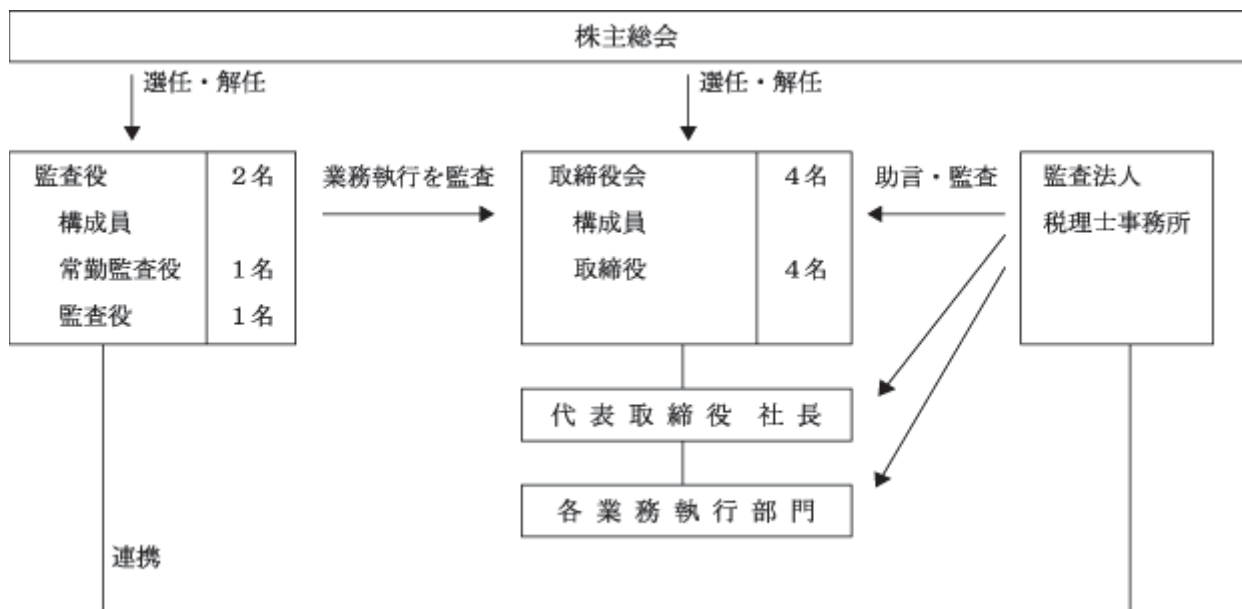 株主総会
選任・解任
選任・解任
監査役 2名
構成員
常勤監査役 1名
監査役 1名
業務執行を監査
取締役会 4名
構成員
取締役 4名
助言・監査
監査法人
税理士事務所
代表取締役 社長
各業務執行部門
連携